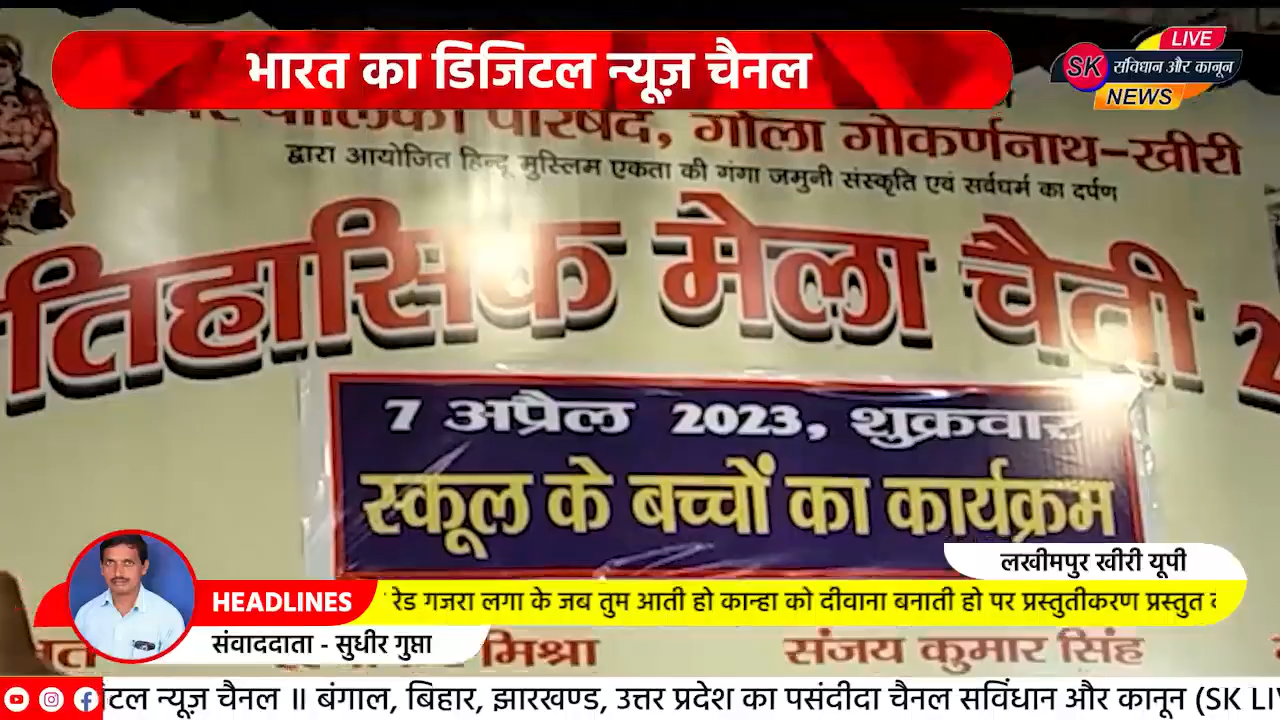 भारत का डिजिटल न्यूज़ चैनल
LIVE
SK संविधान और कानून
NEWS
पालिका परिषद, गोला गोकर्णनाथ-खीरी
द्वारा आयोजित हिन्दू मुस्लिम एकता की गंगा जमुनी संस्कृति एवं सर्वधर्म का दर्पण
तिहासिक मेला चैती
7 अप्रैल 2023, शुक्रवार
स्कूल के बच्चों का कार्यक्रम
लखीमपुर खीरी यूपी
HEADLINES
रेड गजरा लगा के जब तुम आती हो कान्हा को दीवाना बनाती हो पर प्रस्तुतीकरण प्रस्तुत
संवाददाता - सुधीर गुप्ता
मिश्रा
संजय कुमार सिंह
िटल न्यूज़ चैनल ॥ बंगाल, बिहार, झारखण्ड, उत्तर प्रदेश का पसंदीदा चैनल सविंधान और कानून (SK LI